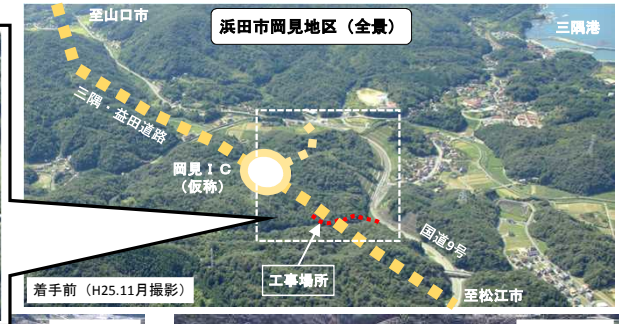 至山口市
浜田市岡見地区（全景）
三隅港
三隅・益田道路
岡見ＩＣ
（仮称）
国道9号
工事場所
着手前（H25.11月撮影）
至松江市